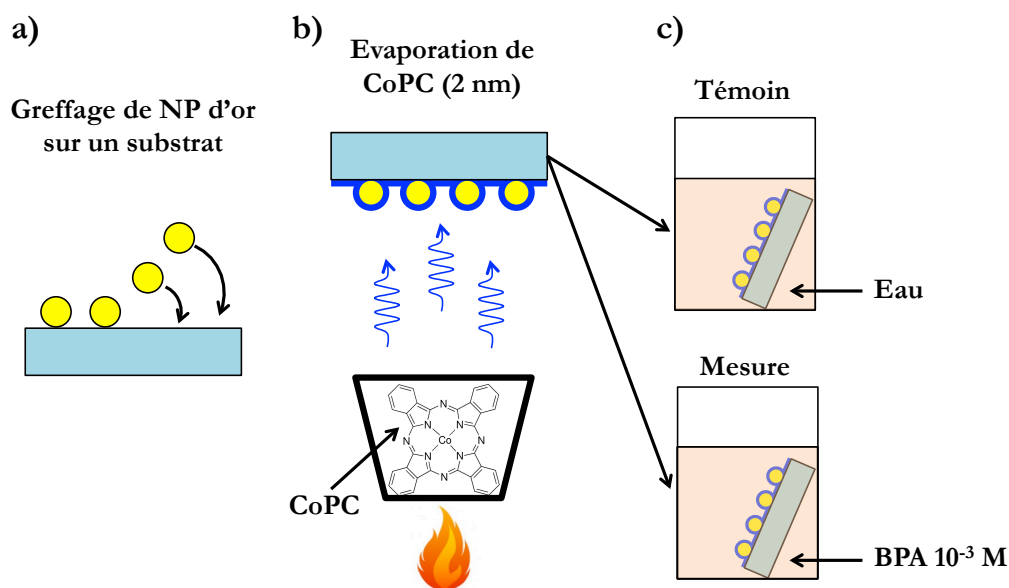 a)
Greffage de NP d'or
sur un substrat
b)
Evaporation de
CoPC (2 nm)
N
N
N
N
Co
N
N
N
N
CoPC
c)
Témoin
Eau
Mesure
BPA 10⁻³ M